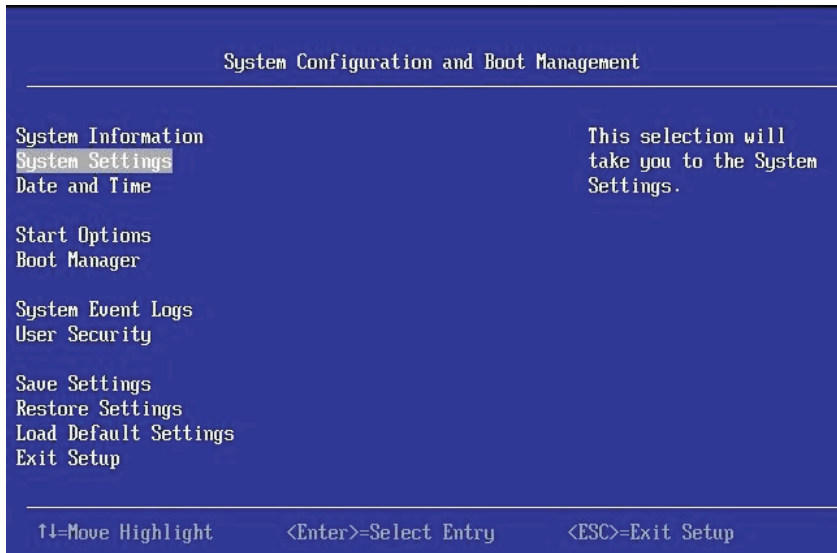 System Configuration and Boot Management
System Information
System Settings
Date and Time
Start Options
Boot Manager
System Event Logs
User Security
Save Settings
Restore Settings
Load Default Settings
Exit Setup
This selection will
take you to the System
Settings.
↑↓=Move Highlight <Enter>=Select Entry <ESC>=Exit Setup